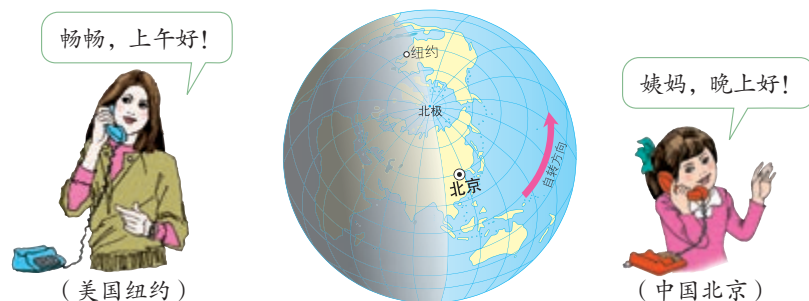 畅畅，上午好！
姨妈，晚上好！
纽约
北极
北京
自转方向
（美国纽约）
（中国北京）